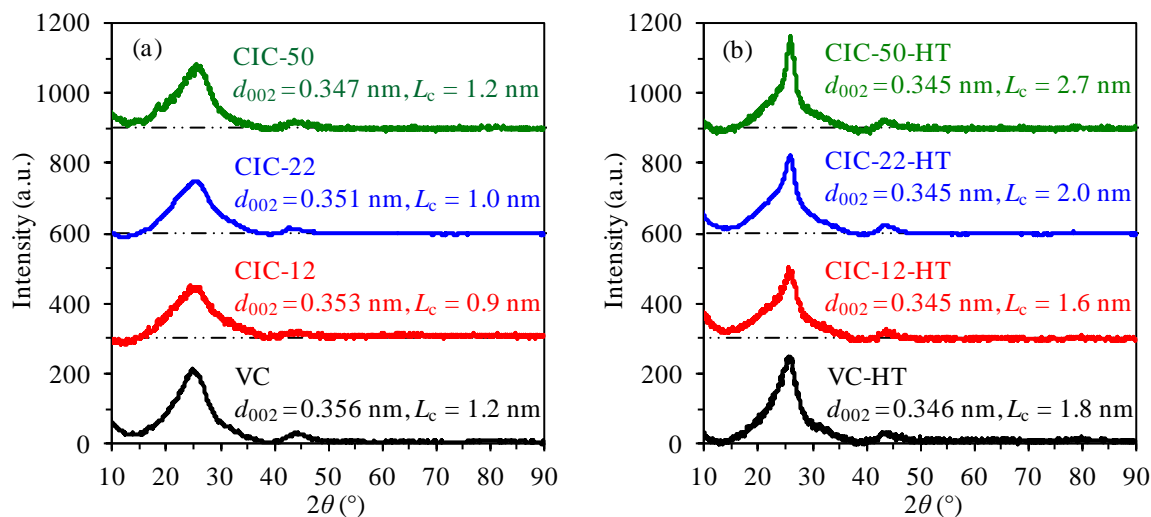 (a)
Intensity (a.u.)
1200
1000
800
600
400
200
0
CIC-50
d002 = 0.347 nm, Lc = 1.2 nm
CIC-22
d002 = 0.351 nm, Lc = 1.0 nm
CIC-12
d002 = 0.353 nm, Lc = 0.9 nm
VC
d002 = 0.356 nm, Lc = 1.2 nm
10 20 30 40 50 60 70 80 90
2θ (°)
(b)
Intensity (a.u.)
1200
1000
800
600
400
200
0
CIC-50-HT
d002 = 0.345 nm, Lc = 2.7 nm
CIC-22-HT
d002 = 0.345 nm, Lc = 2.0 nm
CIC-12-HT
d002 = 0.345 nm, Lc = 1.6 nm
VC-HT
d002 = 0.346 nm, Lc = 1.8 nm
10 20 30 40 50 60 70 80 90
2θ (°)